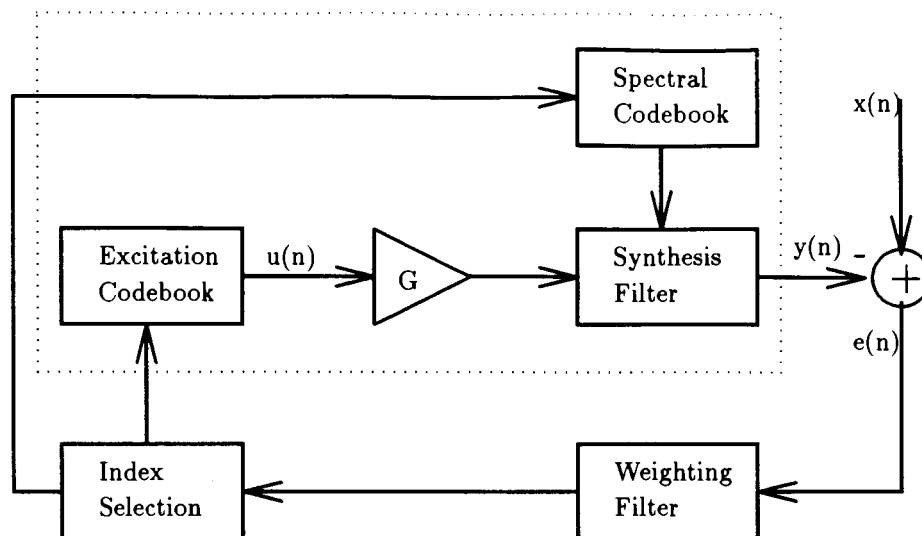 Spectral
Codebook
x(n)
Excitation
Codebook
u(n)
G
Synthesis
Filter
y(n)
-
+
e(n)
Index
Selection
Weighting
Filter